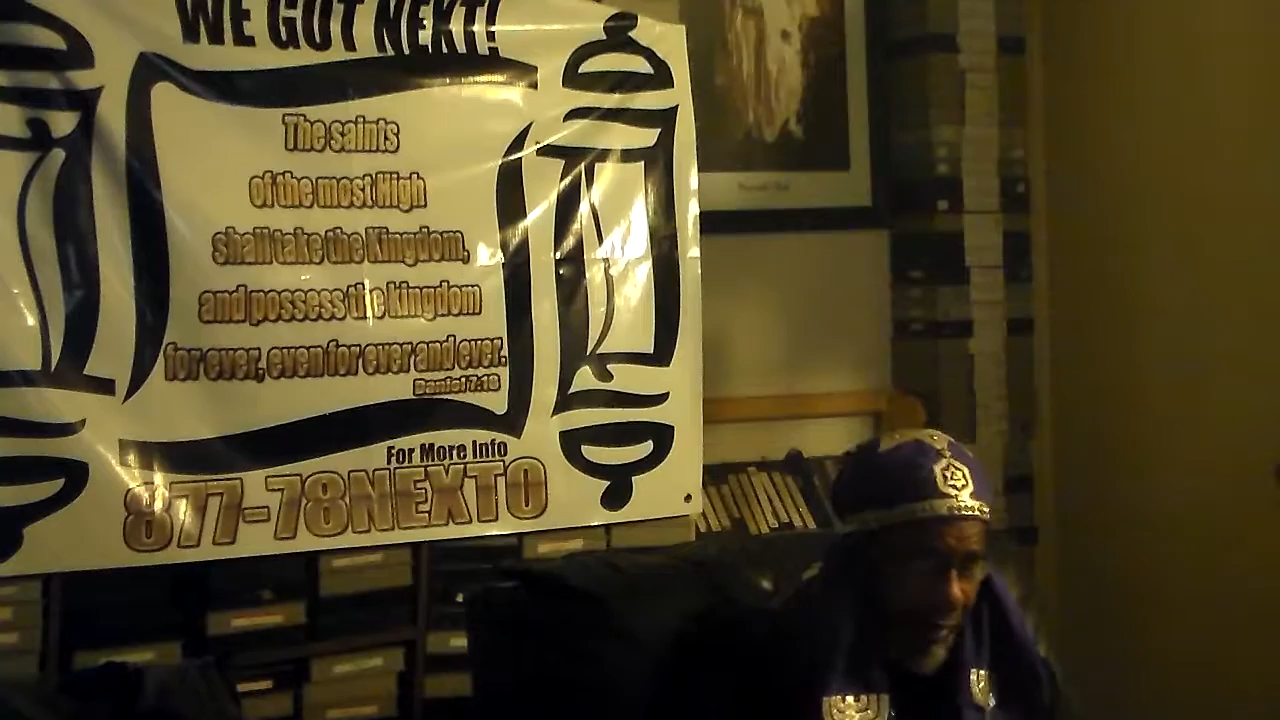 WE GOT NEXT!
The saints
of the most High
shall take the Kingdom,
and possess the kingdom
for ever, even for ever and ever.
Daniel 7:18
For More Info
877-78NEXT0